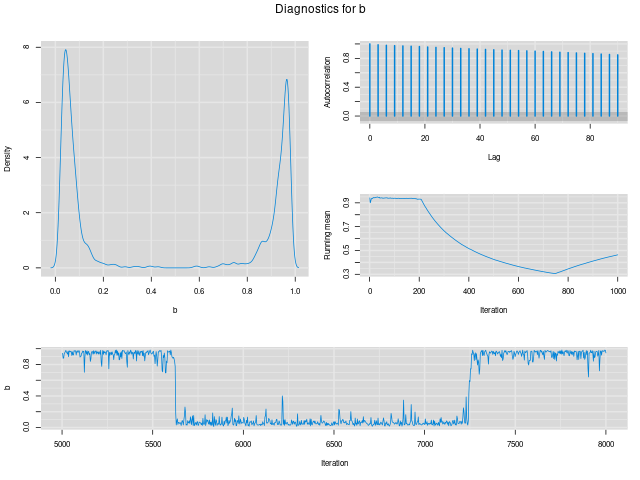 Diagnostics for b
Density
0 2 4 6 8
0.0 0.2 0.4 0.6 0.8 1.0
b
Autocorrelation
0.0 0.4 0.8
0 20 40 60 80
Lag
Running mean
0.3 0.5 0.7 0.9
0 200 400 600 800 1000
Iteration
b
0.0 0.4 0.8
5000 5500 6000 6500 7000 7500 8000
Iteration